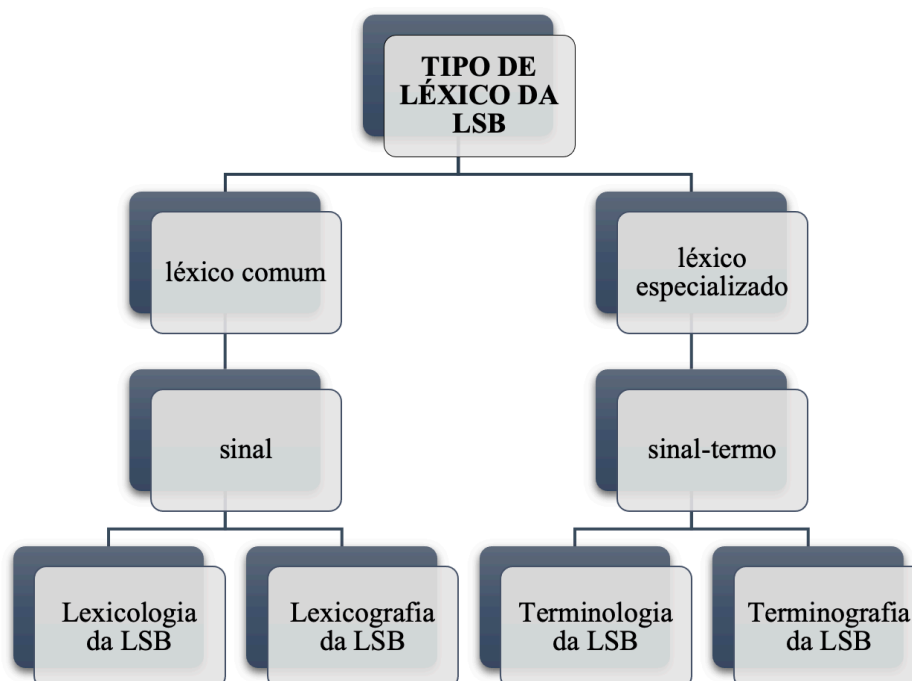 TIPO DE
LÉXICO DA
LSB
léxico comum
léxico
especializado
sinal
sinal-termo
Lexicologia
da LSB
Lexicografia
da LSB
Terminologia
da LSB
Terminografia
da LSB